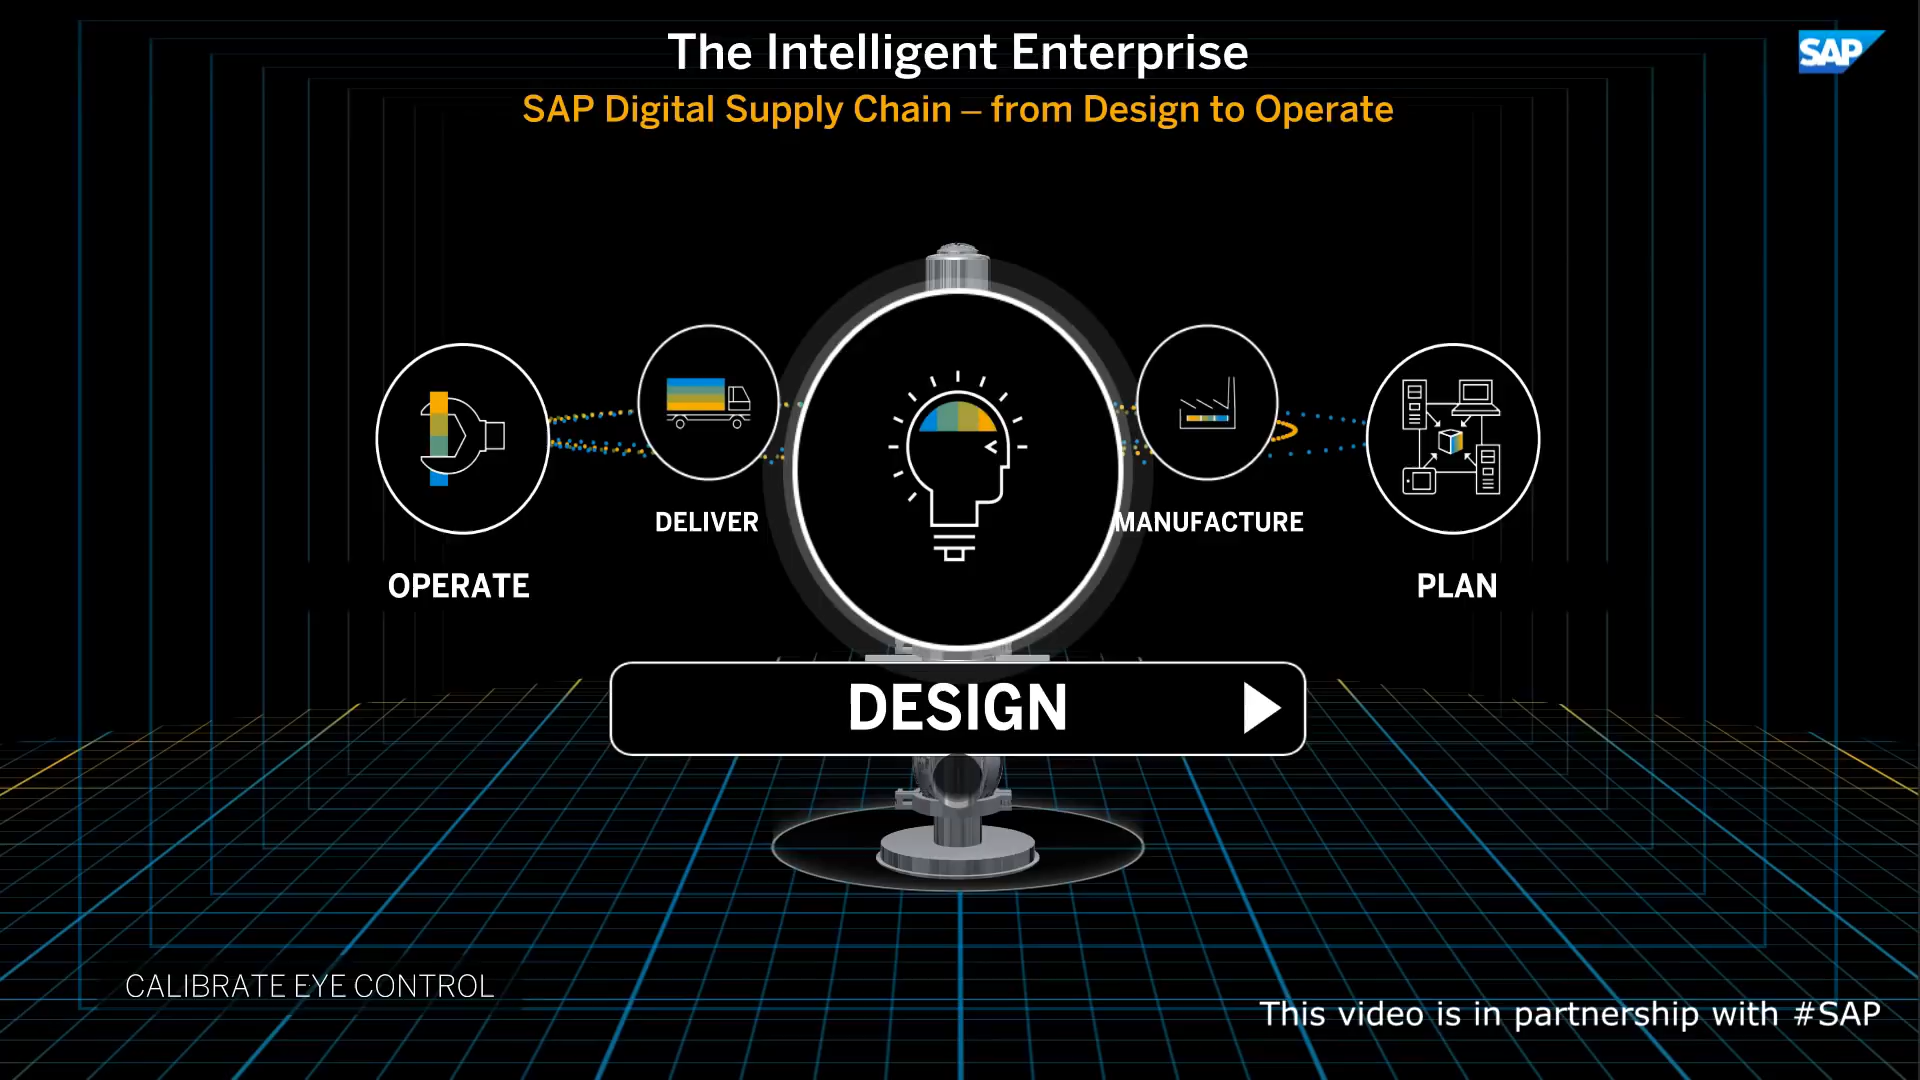 The Intelligent Enterprise
SAP
SAP Digital Supply Chain – from Design to Operate
DELIVER
MANUFACTURE
OPERATE
PLAN
DESIGN
CALIBRATE EYE CONTROL
This video is in partnership with #SAP